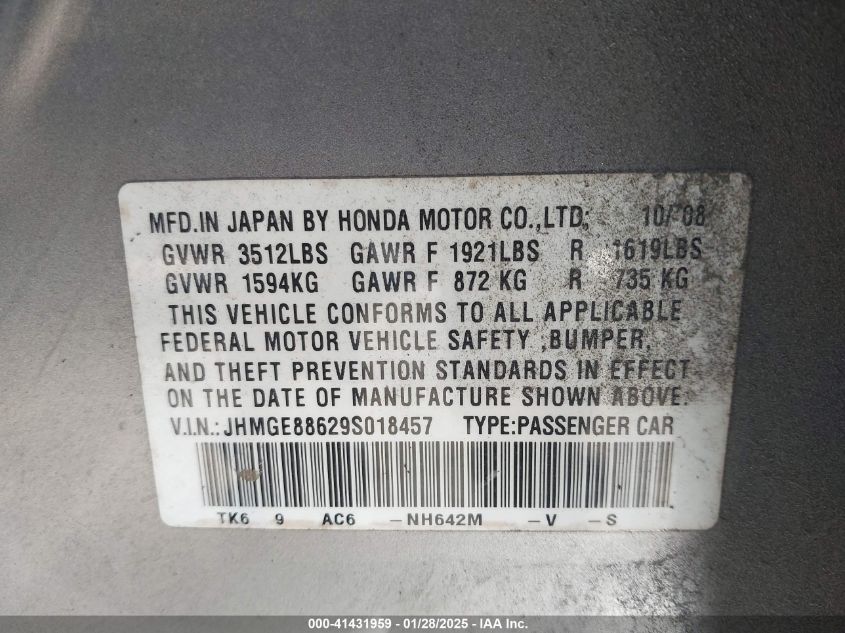 MFD.IN JAPAN BY HONDA MOTOR CO.,LTD; 10/'08
GVWR 3512LBS GAWR F 1921LBS R 1619LBS
GVWR 1594KG GAWR F 872 KG R 735 KG
THIS VEHICLE CONFORMS TO ALL APPLICABLE
FEDERAL MOTOR VEHICLE SAFETY ,BUMPER,
AND THEFT PREVENTION STANDARDS IN EFFECT
ON THE DATE OF MANUFACTURE SHOWN ABOVE.
V.I.N.: JHMGE88629S018457 TYPE:PASSENGER CAR
TK6 9 AC6 -NH642M -V -S
000-41431959 - 01/28/2025 - IAA Inc.